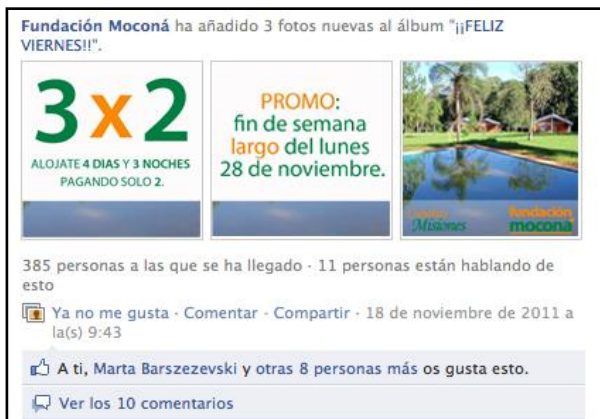 Fundación Moconá ha añadido 3 fotos nuevas al álbum "¡¡FELIZ
VIERNES!!".
3x2
ALOJATE 4 DIAS Y 3 NOCHES
PAGANDO SOLO 2.
PROMO:
fin de semana
largo del lunes
28 de noviembre.
Misiones
fundación
moconá
385 personas a las que se ha llegado · 11 personas están hablando de
esto
Ya no me gusta · Comentar · Compartir · 18 de noviembre de 2011 a
la(s) 9:43
A ti, Marta Barszezevski y otras 8 personas más os gusta esto.
Ver los 10 comentarios